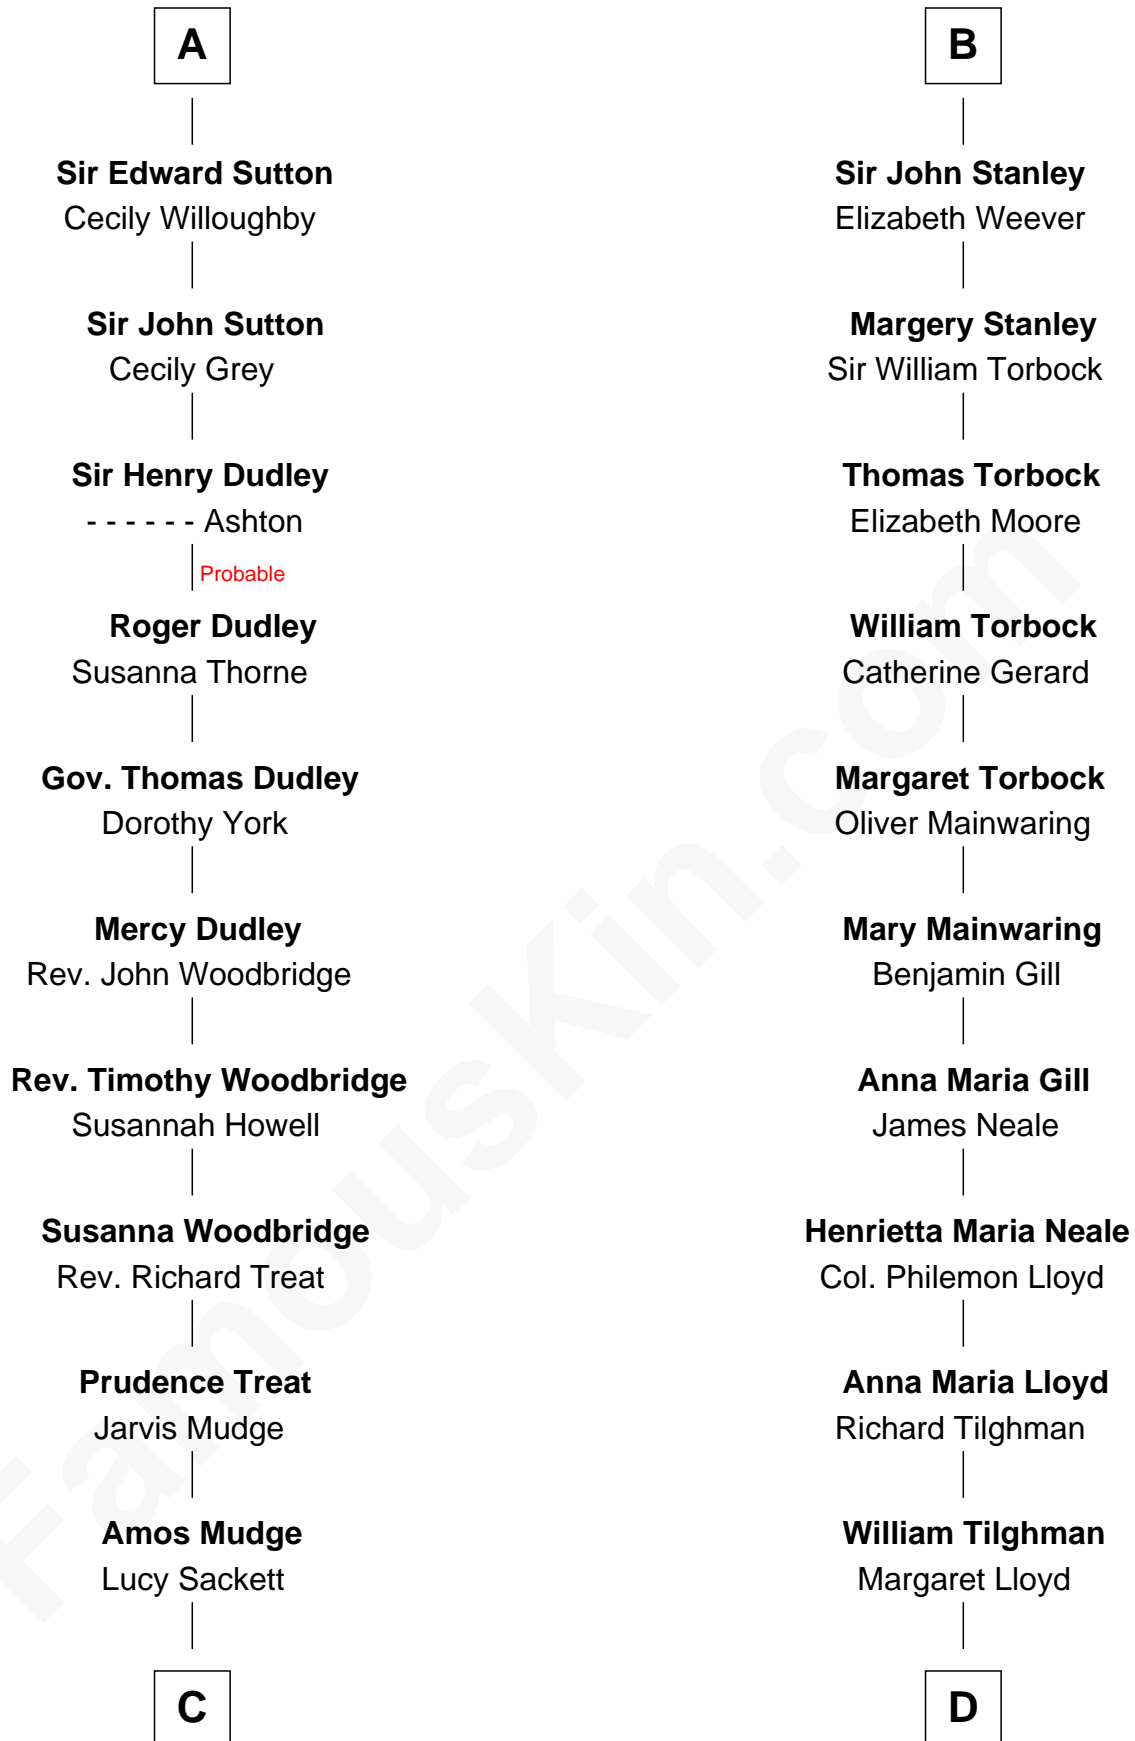 A
Sir Edward Sutton
Cecily Willoughby
Sir John Sutton
Cecily Grey
Sir Henry Dudley
- - - - - - Ashton
Probable
Roger Dudley
Susanna Thorne
Gov. Thomas Dudley
Dorothy York
Mercy Dudley
Rev. John Woodbridge
Rev. Timothy Woodbridge
Susannah Howell
Susanna Woodbridge
Rev. Richard Treat
Prudence Treat
Jarvis Mudge
Amos Mudge
Lucy Sackett
C
B
Sir John Stanley
Elizabeth Weever
Margery Stanley
Sir William Torbock
Thomas Torbock
Elizabeth Moore
William Torbock
Catherine Gerard
Margaret Torbock
Oliver Mainwaring
Mary Mainwaring
Benjamin Gill
Anna Maria Gill
James Neale
Henrietta Maria Neale
Col. Philemon Lloyd
Anna Maria Lloyd
Richard Tilghman
William Tilghman
Margaret Lloyd
D
FamousKin.com